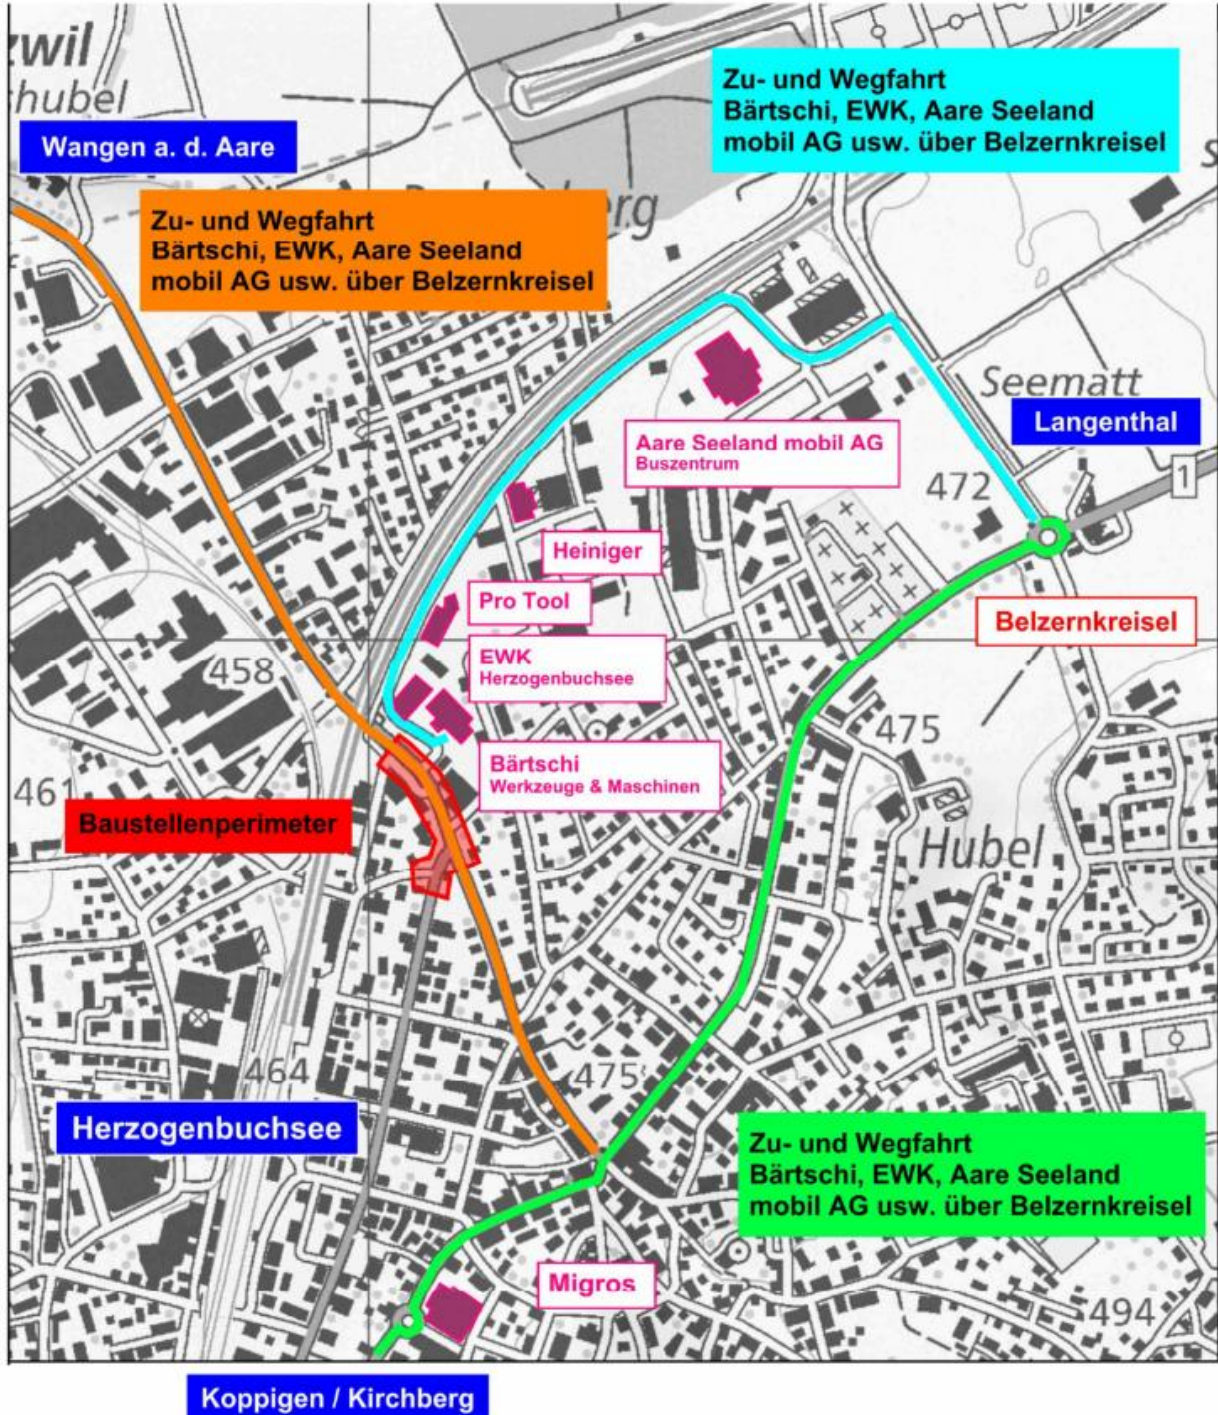 zwil
shubel
Wangen a. d. Aare
Zu- und Wegfahrt
Bärtschi, EWK, Aare Seeland
mobil AG usw. über Belzernkreisel
Zu- und Wegfahrt
Bärtschi, EWK, Aare Seeland
mobil AG usw. über Belzernkreisel
erg
Seematt
Langenthal
1
Aare Seeland mobil AG
Buszentrum
472
Heiniger
Pro Tool
Belzernkreisel
EWK
Herzogenbuchsee
458
475
Bärtschi
Werkzeuge & Maschinen
461
Baustellenperimeter
Hubel
464
475
Herzogenbuchsee
Zu- und Wegfahrt
Bärtschi, EWK, Aare Seeland
mobil AG usw. über Belzernkreisel
Migros
494
Koppigen / Kirchberg